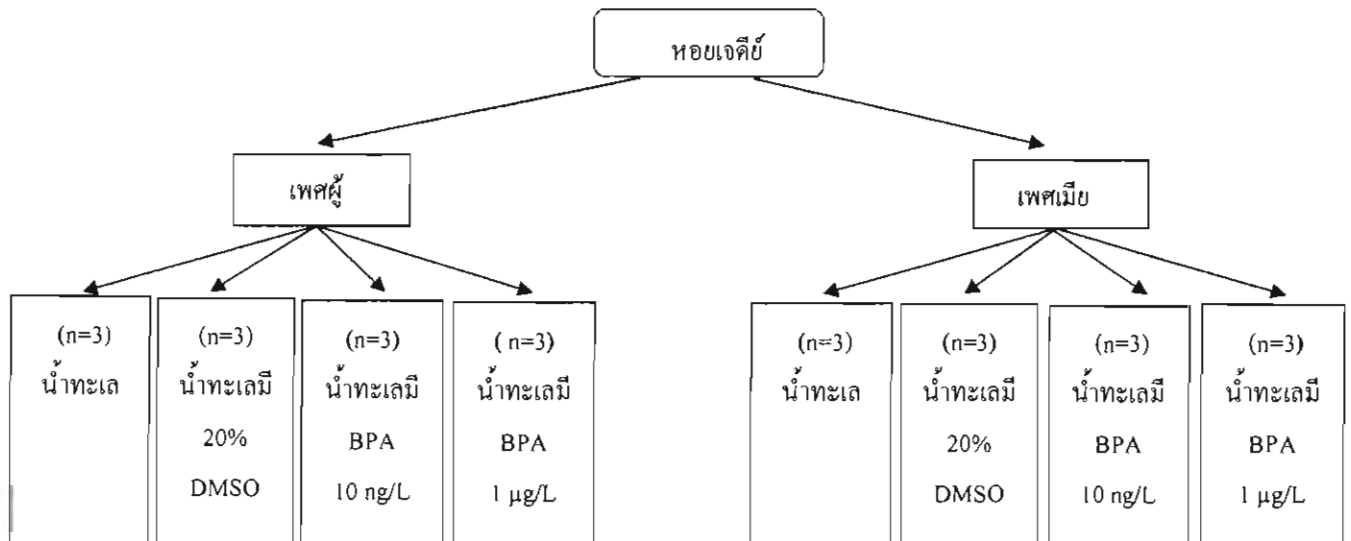 หอยเจดีย์
เพศผู้
เพศเมีย
(n=3)
น้ำทะเล
(n=3)
น้ำทะเลมี
20%
DMSO
(n=3)
น้ำทะเลมี
BPA
10 ng/L
( n=3)
น้ำทะเลมี
BPA
1 µg/L
(n=3)
น้ำทะเล
(n=3)
น้ำทะเลมี
20%
DMSO
(n=3)
น้ำทะเลมี
BPA
10 ng/L
(n=3)
น้ำทะเลมี
BPA
1 µg/L